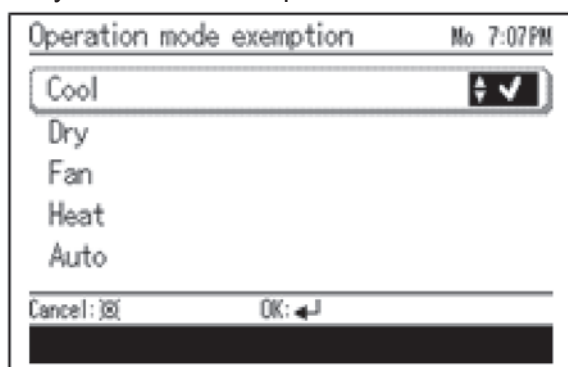 Operation mode exemption Mo 7:07PM
Cool
Dry
Fan
Heat
Auto
Cancel: OK: